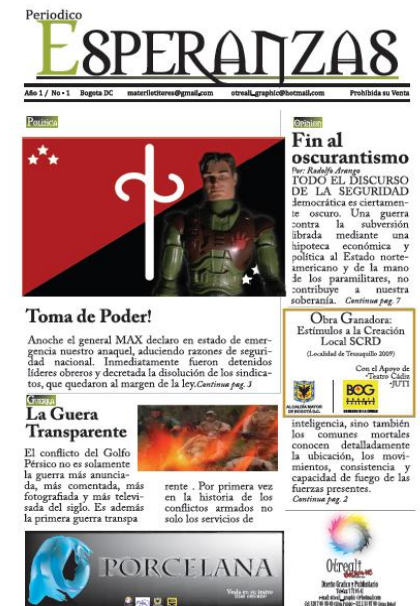 Periodico
ESPERANZAS
Año 1 / No • 1 Bogota DC materiletiteres@gmail.com otrealt_graphic@hotmail.com Prohibida su Venta
Politica
Toma de Poder!
Anoche el general MAX declaro en estado de emer-
gencia nuestro anaquel, aduciendo razones de seguri-
dad nacional. Inmediatamente fueron detenidos
líderes obreros y decretada la disolución de los sindica-
tos, que quedaron al margen de la ley.Continua pag. 3
Guerra
La Guera
Transparente
El conflicto del Golfo
Pérsico no es solamente
la guerra más anuncia-
da, más comentada, más
fotografiada y más televi-
sada del siglo. Es además
la primera guerra transpa
rente . Por primera vez
en la historia de los
conflictos armados no
solo los servicios de
Opinion
Fin al
oscurantismo
Por: Rodolfo Arango
TODO EL DISCURSO
DE LA SEGURIDAD
democrática es ciertamen-
te oscuro. Una guerra
contra la subversión
librada mediante una
hipoteca económica y
política al Estado norte-
americano y de la mano
de los paramilitares, no
contribuye a nuestra
soberanía. Continua pag. 7
Obra Ganadora:
Estímulos a la Creación
Local SCRD
(Localidad de Teusaquillo 2009)
Con el Apoyo de
-Teatro Cádiz
-JUTI
ALCALDÍA MAYOR
DE BOGOTÁ D.C.
BOG
inteligencia, sino también
los comunes mortales
conocen detalladamente
la ubicación, los movi-
mientos, consistencia y
capacidad de fuego de las
fuerzas presentes.
Continua pag. 2
PORCELANA
Otrealt
Diseño Grafico y Publicitario